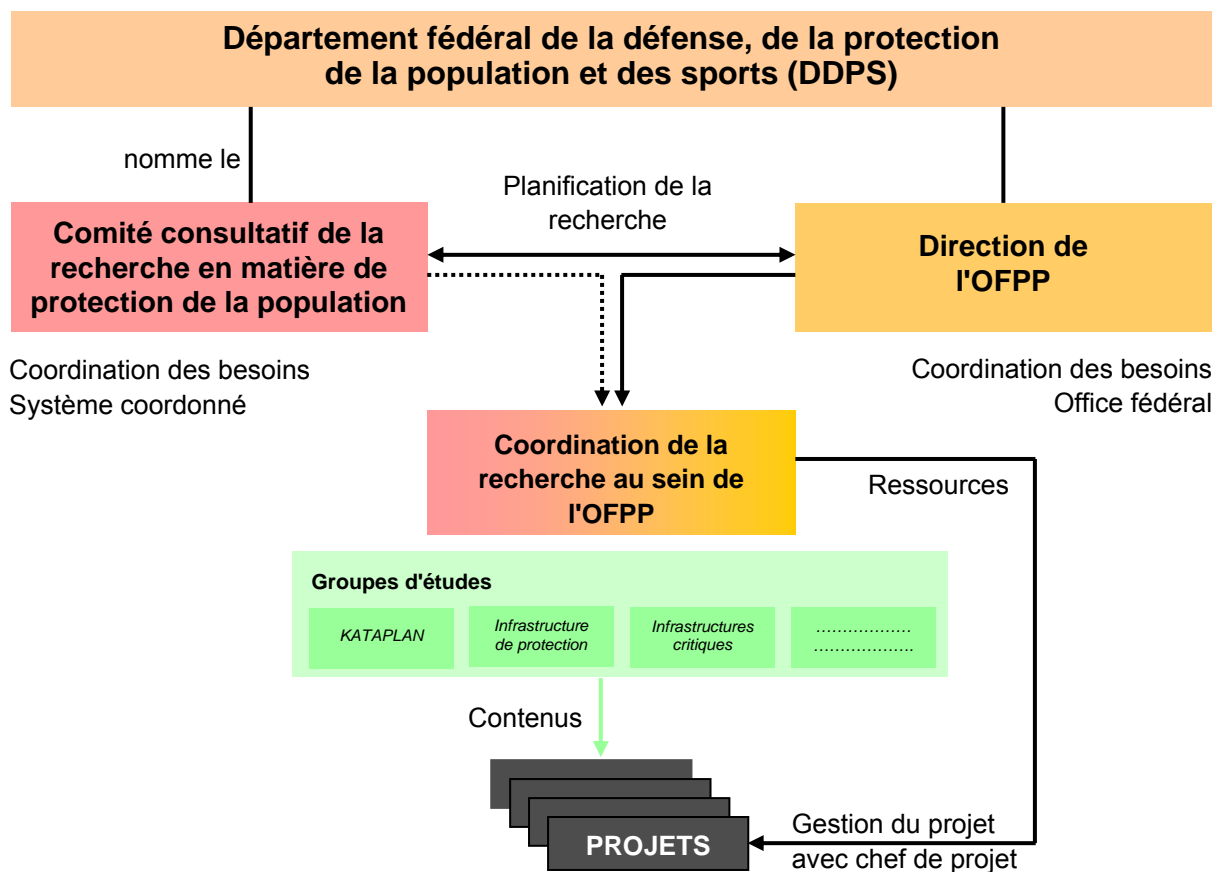 Département fédéral de la défense, de la protection
de la population et des sports (DDPS)
nomme le
Planification de la
recherche
Comité consultatif de la
recherche en matière de
protection de la population
Direction de
l'OFPP
Coordination des besoins
Système coordonné
Coordination des besoins
Office fédéral
Coordination de la
recherche au sein de
l'OFPP
Ressources
Groupes d'études
KATAPLAN
Infrastructure
de protection
Infrastructures
critiques
..................
...................
Contenus
PROJETS
Gestion du projet
avec chef de projet